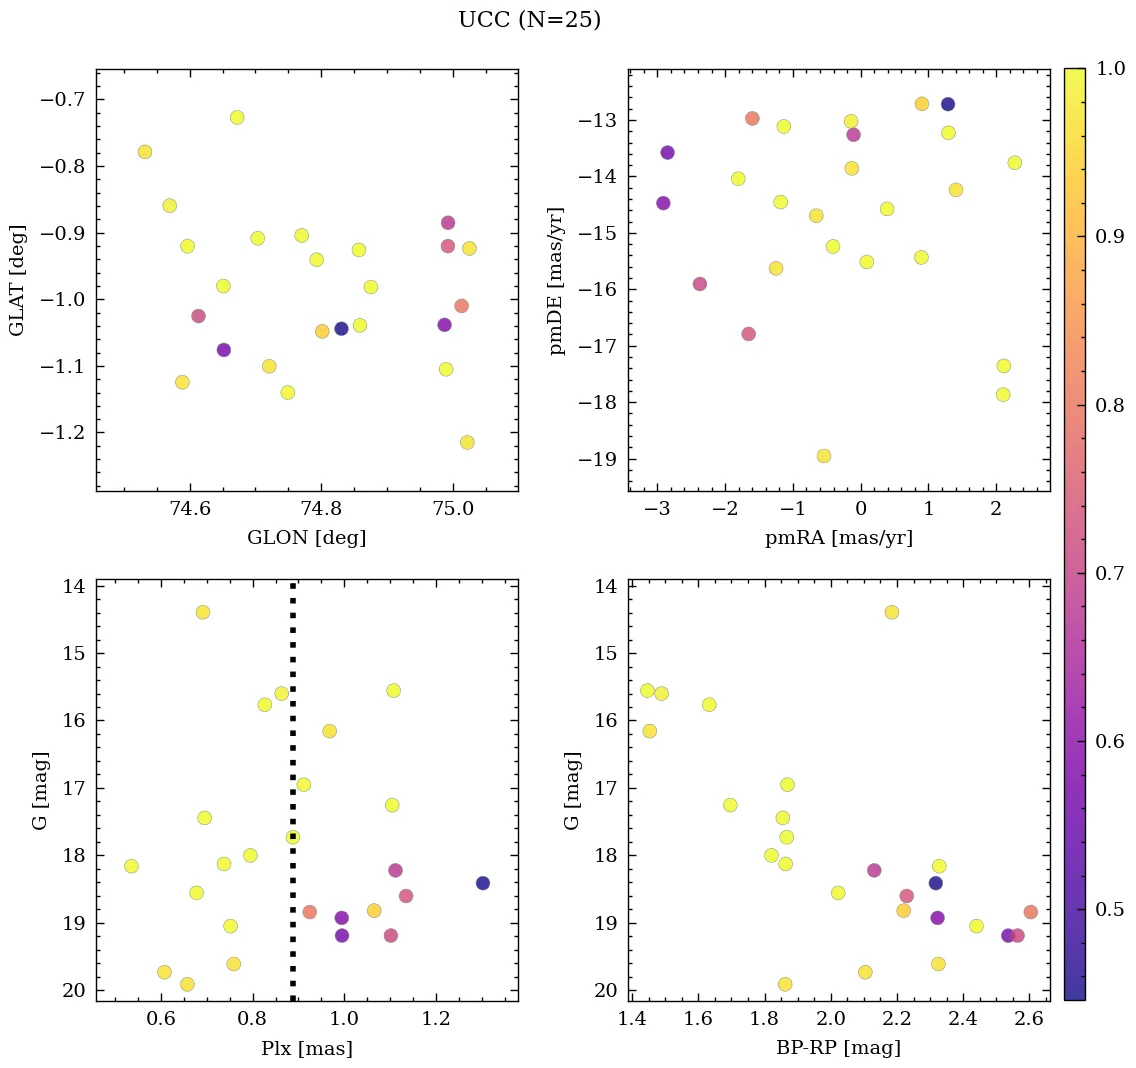 UCC (N=25)
−0.7
−0.8
−0.9
−1.0
−1.1
−1.2
GLAT [deg]
74.6 74.8 75.0
GLON [deg]
−13
−14
−15
−16
−17
−18
−19
pmDE [mas/yr]
−3 −2 −1 0 1 2
pmRA [mas/yr]
14
15
16
17
18
19
20
G [mag]
0.6 0.8 1.0 1.2
Plx [mas]
14
15
16
17
18
19
20
G [mag]
1.4 1.6 1.8 2.0 2.2 2.4 2.6
BP-RP [mag]
1.0
0.9
0.8
0.7
0.6
0.5